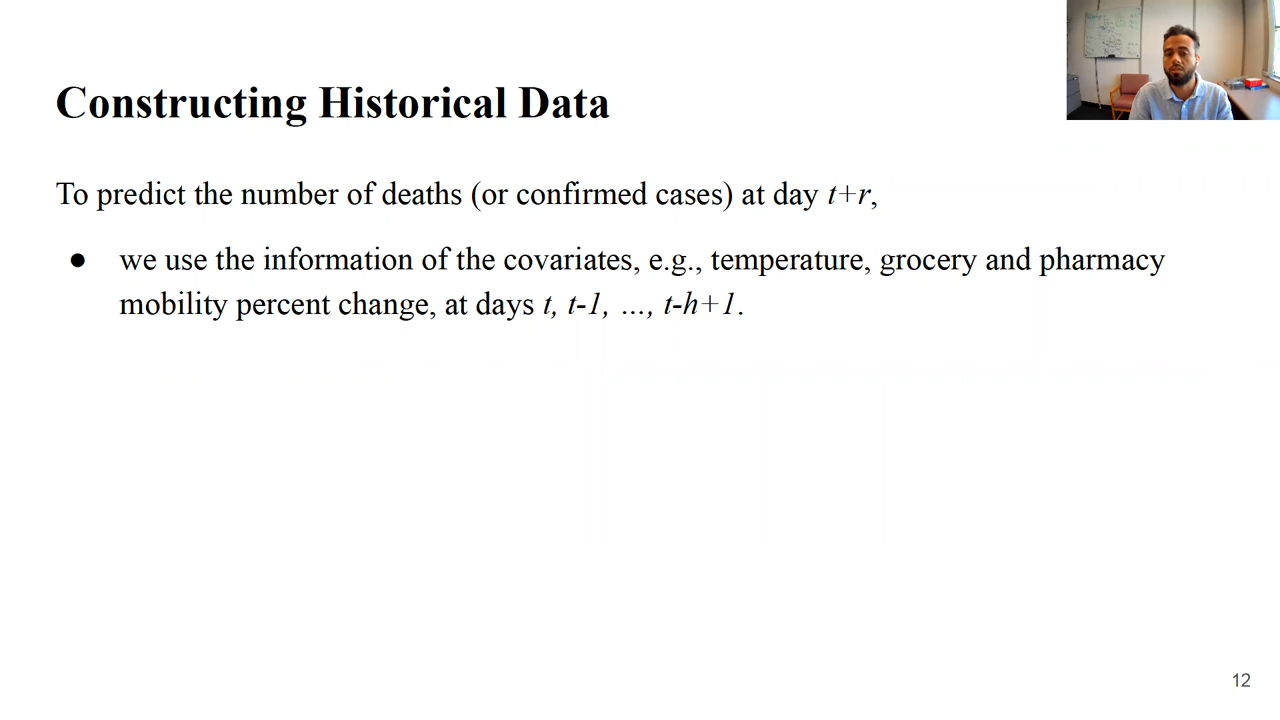 Constructing Historical Data
To predict the number of deaths (or confirmed cases) at day t+r,
● we use the information of the covariates, e.g., temperature, grocery and pharmacy
mobility percent change, at days t, t-1, ..., t-h+1.
12